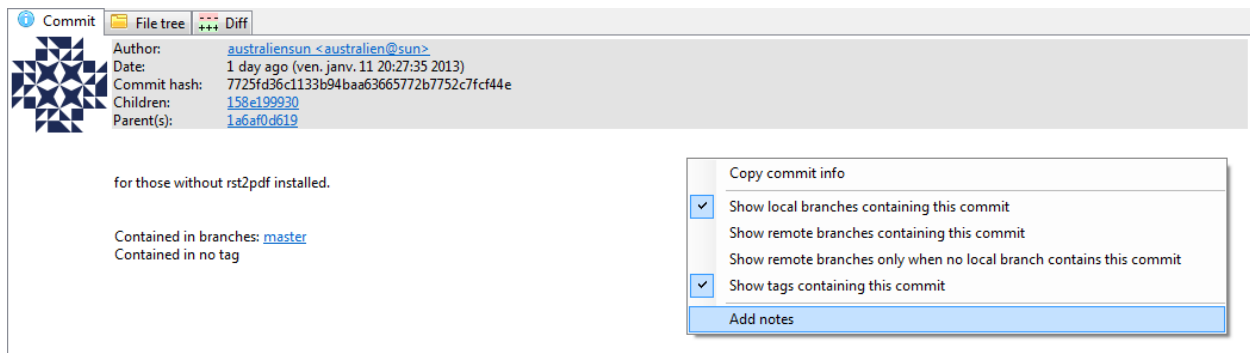 Commit
File tree
Diff
Author: australiensun <australien@sun>
Date: 1 day ago (ven. janv. 11 20:27:35 2013)
Commit hash: 7725fd36c1133b94baa63665772b7752c7fcf44e
Children: 158e199930
Parent(s): 1a6af0d619
for those without rst2pdf installed.
Contained in branches: master
Contained in no tag
Copy commit info
Show local branches containing this commit
Show remote branches containing this commit
Show remote branches only when no local branch contains this commit
Show tags containing this commit
Add notes